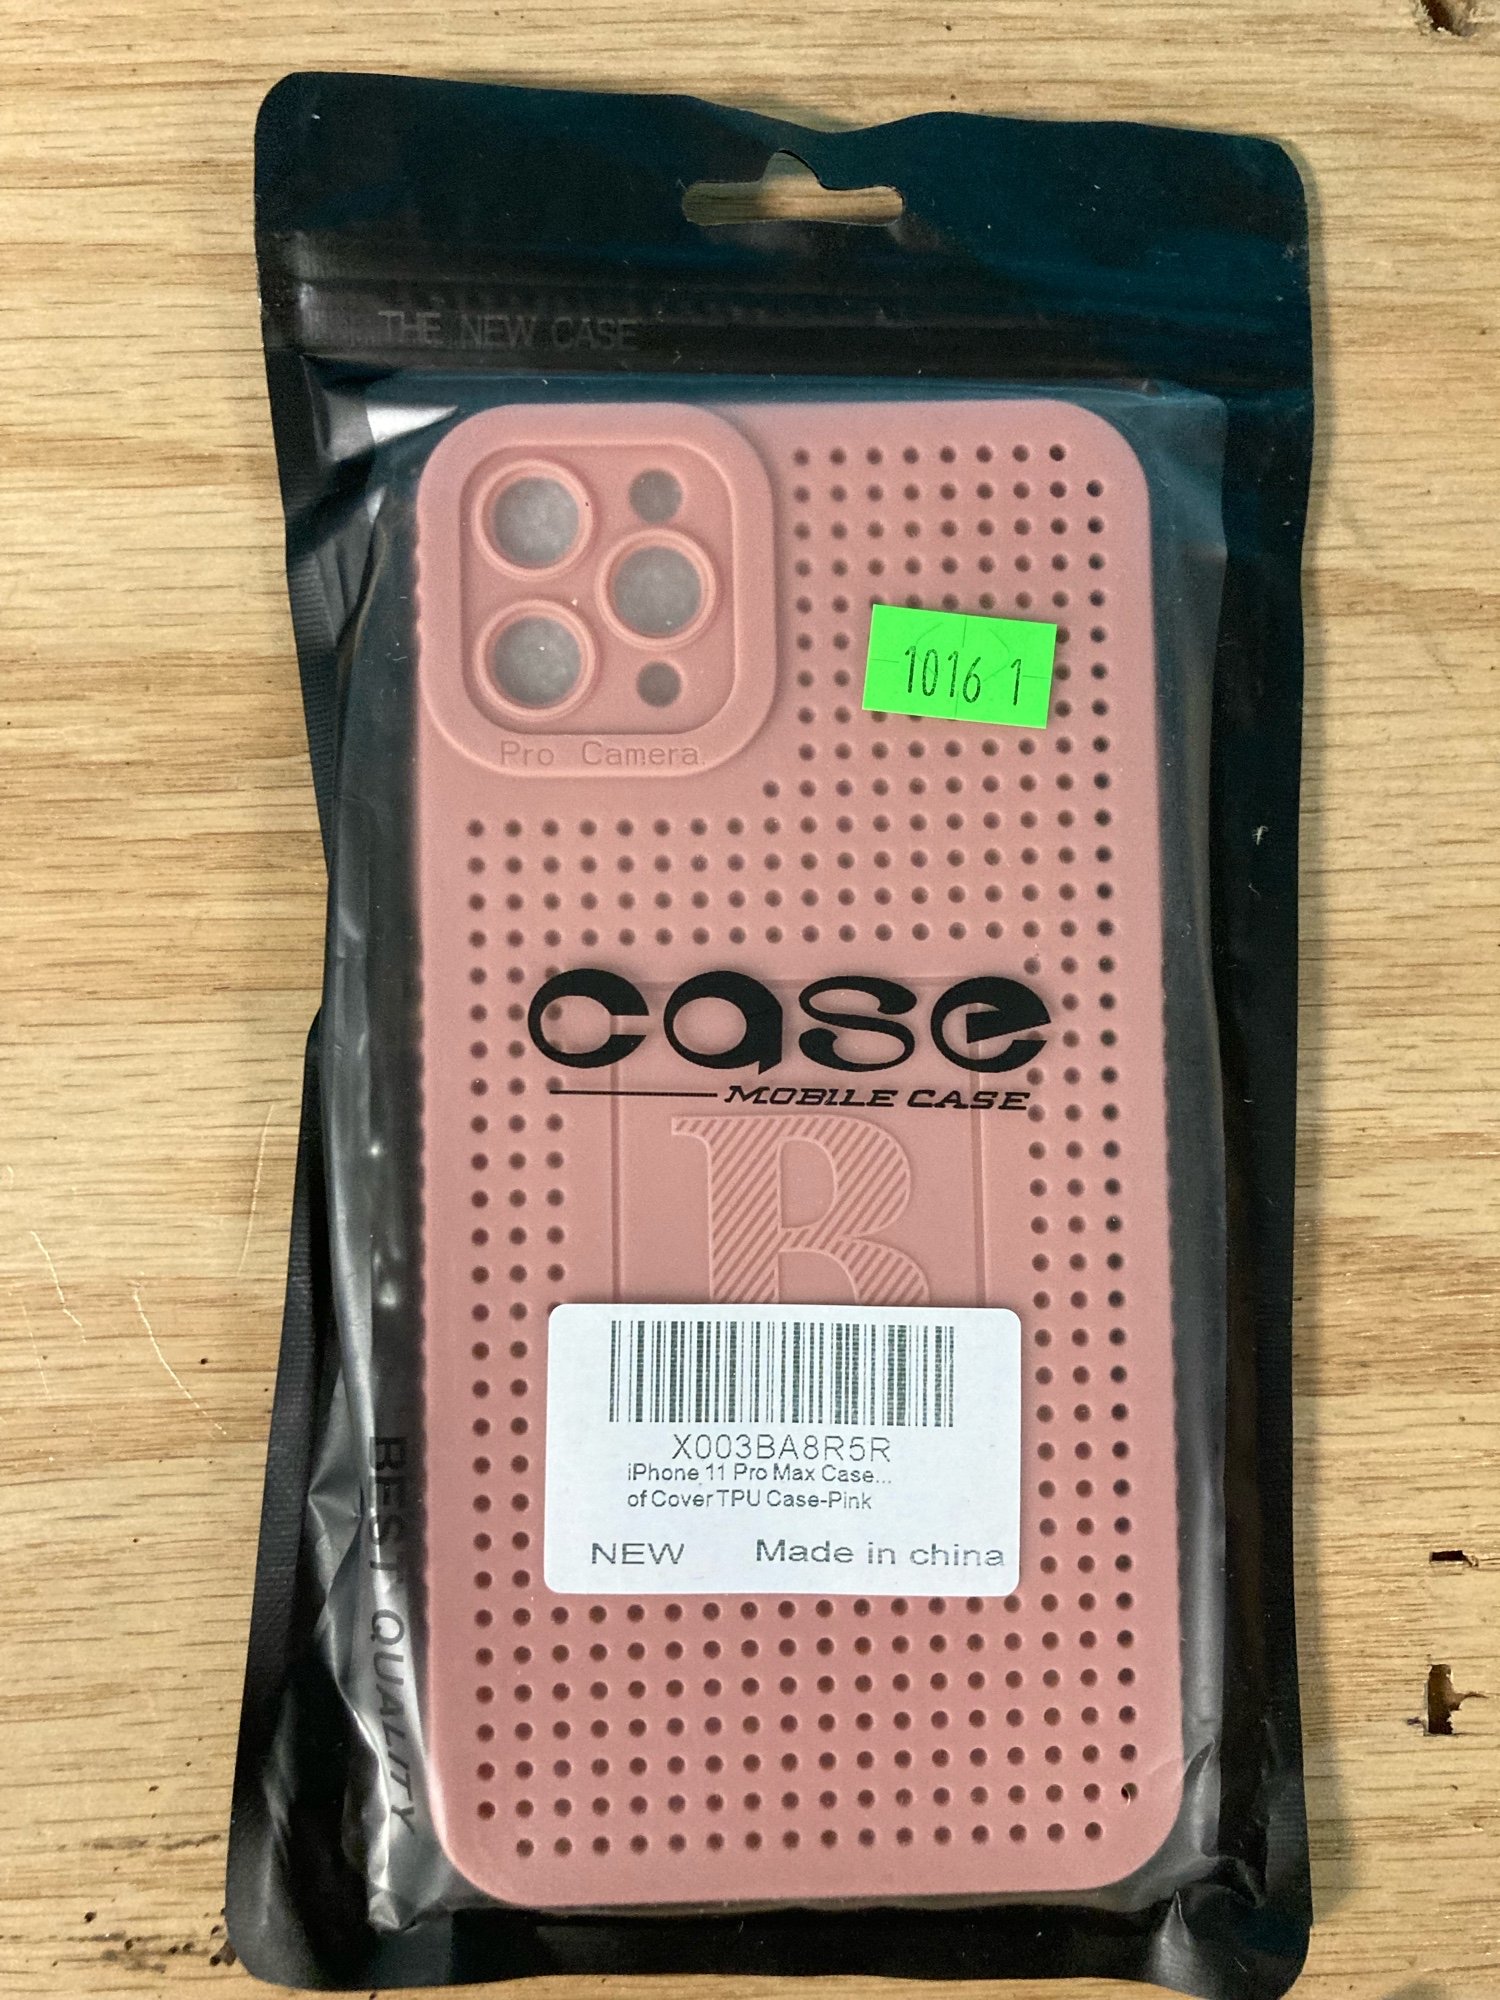 THE NEW CASE
Pro Camera
1016 1
case
MOBILE CASE
B
X003BA8R5R
iPhone 11 Pro Max Case...
of Cover TPU Case-Pink
NEW Made in china
BEST QUALITY